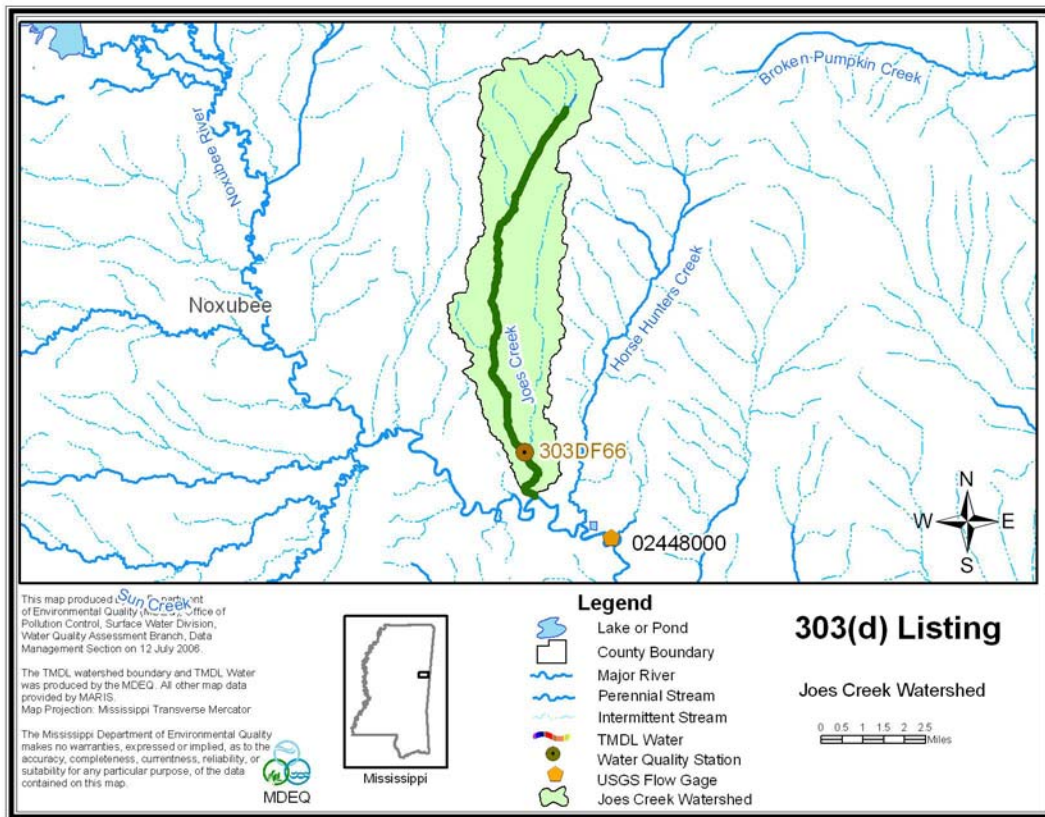 Broken Pumpkin Creek
Noxubee River
Noxubee
Horse Hunters Creek
Joes Creek
303DF66
02448000
N
W E
S
Sun Creek
This map produced
of Environmental Quality
Office of
Pollution Control, Surface Water Division,
Water Quality Assessment Branch, Data
Management Section on 12 July 2006.
The TMDL watershed boundary and TMDL Water
was produced by the MDEQ. All other map data
provided by MARIS.
Map Projection: Mississippi Transverse Mercator
The Mississippi Department of Environmental Quality
makes no warranties, expressed or implied, as to the
accuracy, completeness, currentness, reliability, or
suitability for any particular purpose, of the data
contained on this map.
MDEQ
Mississippi
Legend
Lake or Pond
County Boundary
Major River
Perennial Stream
Intermittent Stream
TMDL Water
Water Quality Station
USGS Flow Gage
Joes Creek Watershed
303(d) Listing
Joes Creek Watershed
0 0.5 1 1.5 2 2.5
Miles